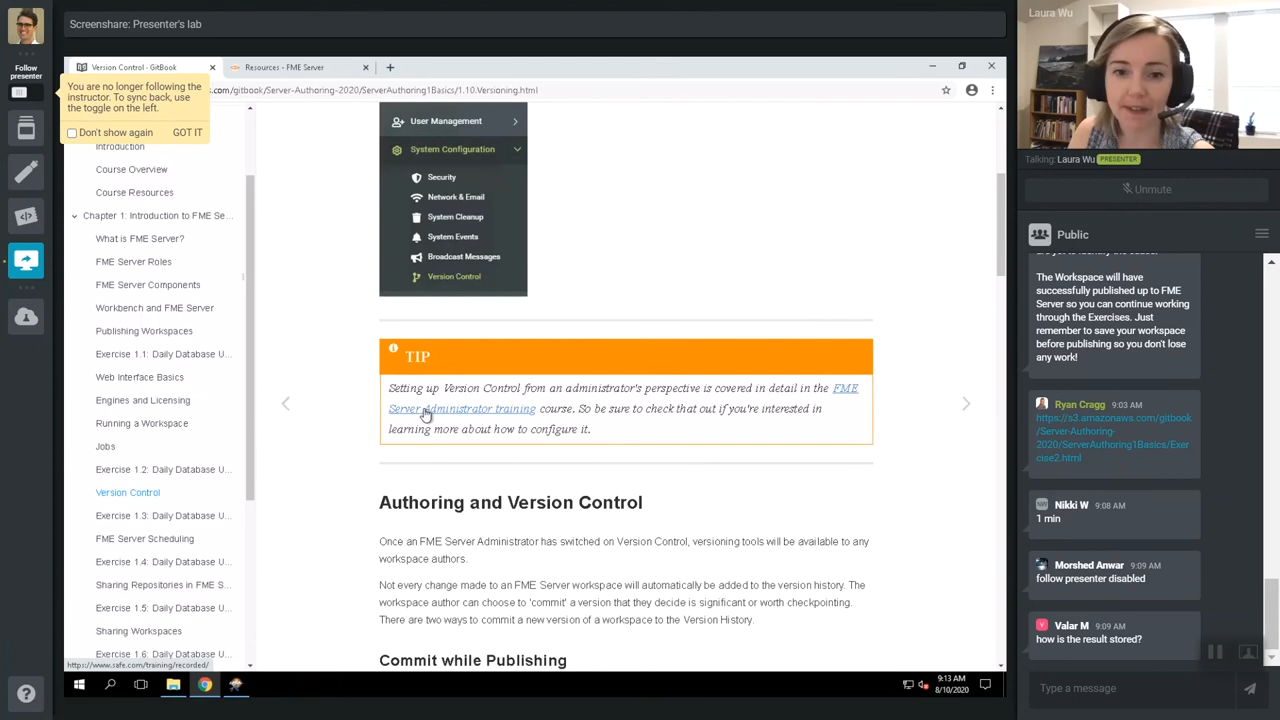 Screenshare: Presenter's lab
Laura Wu
Follow
presenter
Version Control - GitBook
Resources - FME Server
You are no longer following the
instructor. To sync back, use
the toggle on the left.
Don't show again
GOT IT
s.com/gitbook/Server-Authoring-2020/ServerAuthoring1Basics/1.10.Versioning.html
Introduction
Course Overview
Course Resources
Chapter 1: Introduction to FME Se...
What is FME Server?
FME Server Roles
FME Server Components
Workbench and FME Server
Publishing Workspaces
Exercise 1.1: Daily Database U...
Web Interface Basics
Engines and Licensing
Running a Workspace
Jobs
Exercise 1.2: Daily Database U...
Version Control
Exercise 1.3: Daily Database U...
FME Server Scheduling
Exercise 1.4: Daily Database U...
Sharing Repositories in FME S...
Exercise 1.5: Daily Database U...
Sharing Workspaces
Exercise 1.6: Daily Database U...
https://www.safe.com/training/recorded/
User Management
System Configuration
Security
Network & Email
System Cleanup
System Events
Broadcast Messages
Version Control
TIP
Setting up Version Control from an administrator's perspective is covered in detail in the FME
Server Administrator training course. So be sure to check that out if you're interested in
learning more about how to configure it.
Authoring and Version Control
Once an FME Server Administrator has switched on Version Control, versioning tools will be available to any
workspace authors.
Not every change made to an FME Server workspace will automatically be added to the version history. The
workspace author can choose to 'commit' a version that they decide is significant or worth checkpointing.
There are two ways to commit a new version of a workspace to the Version History.
Commit while Publishing
9:13 AM
8/10/2020
Talking: Laura Wu PRESENTER
Unmute
Public
The Workspace will have
successfully published up to FME
Server so you can continue working
through the Exercises. Just
remember to save your workspace
before publishing so you don't lose
any work!
Ryan Cragg 9:03 AM
https://s3.amazonaws.com/gitbook
/Server-Authoring-
2020/ServerAuthoring1Basics/Exer
cise2.html
Nikki W 9:08 AM
1 min
Morshed Anwar 9:09 AM
follow presenter disabled
Valar M 9:09 AM
how is the result stored?
Type a message